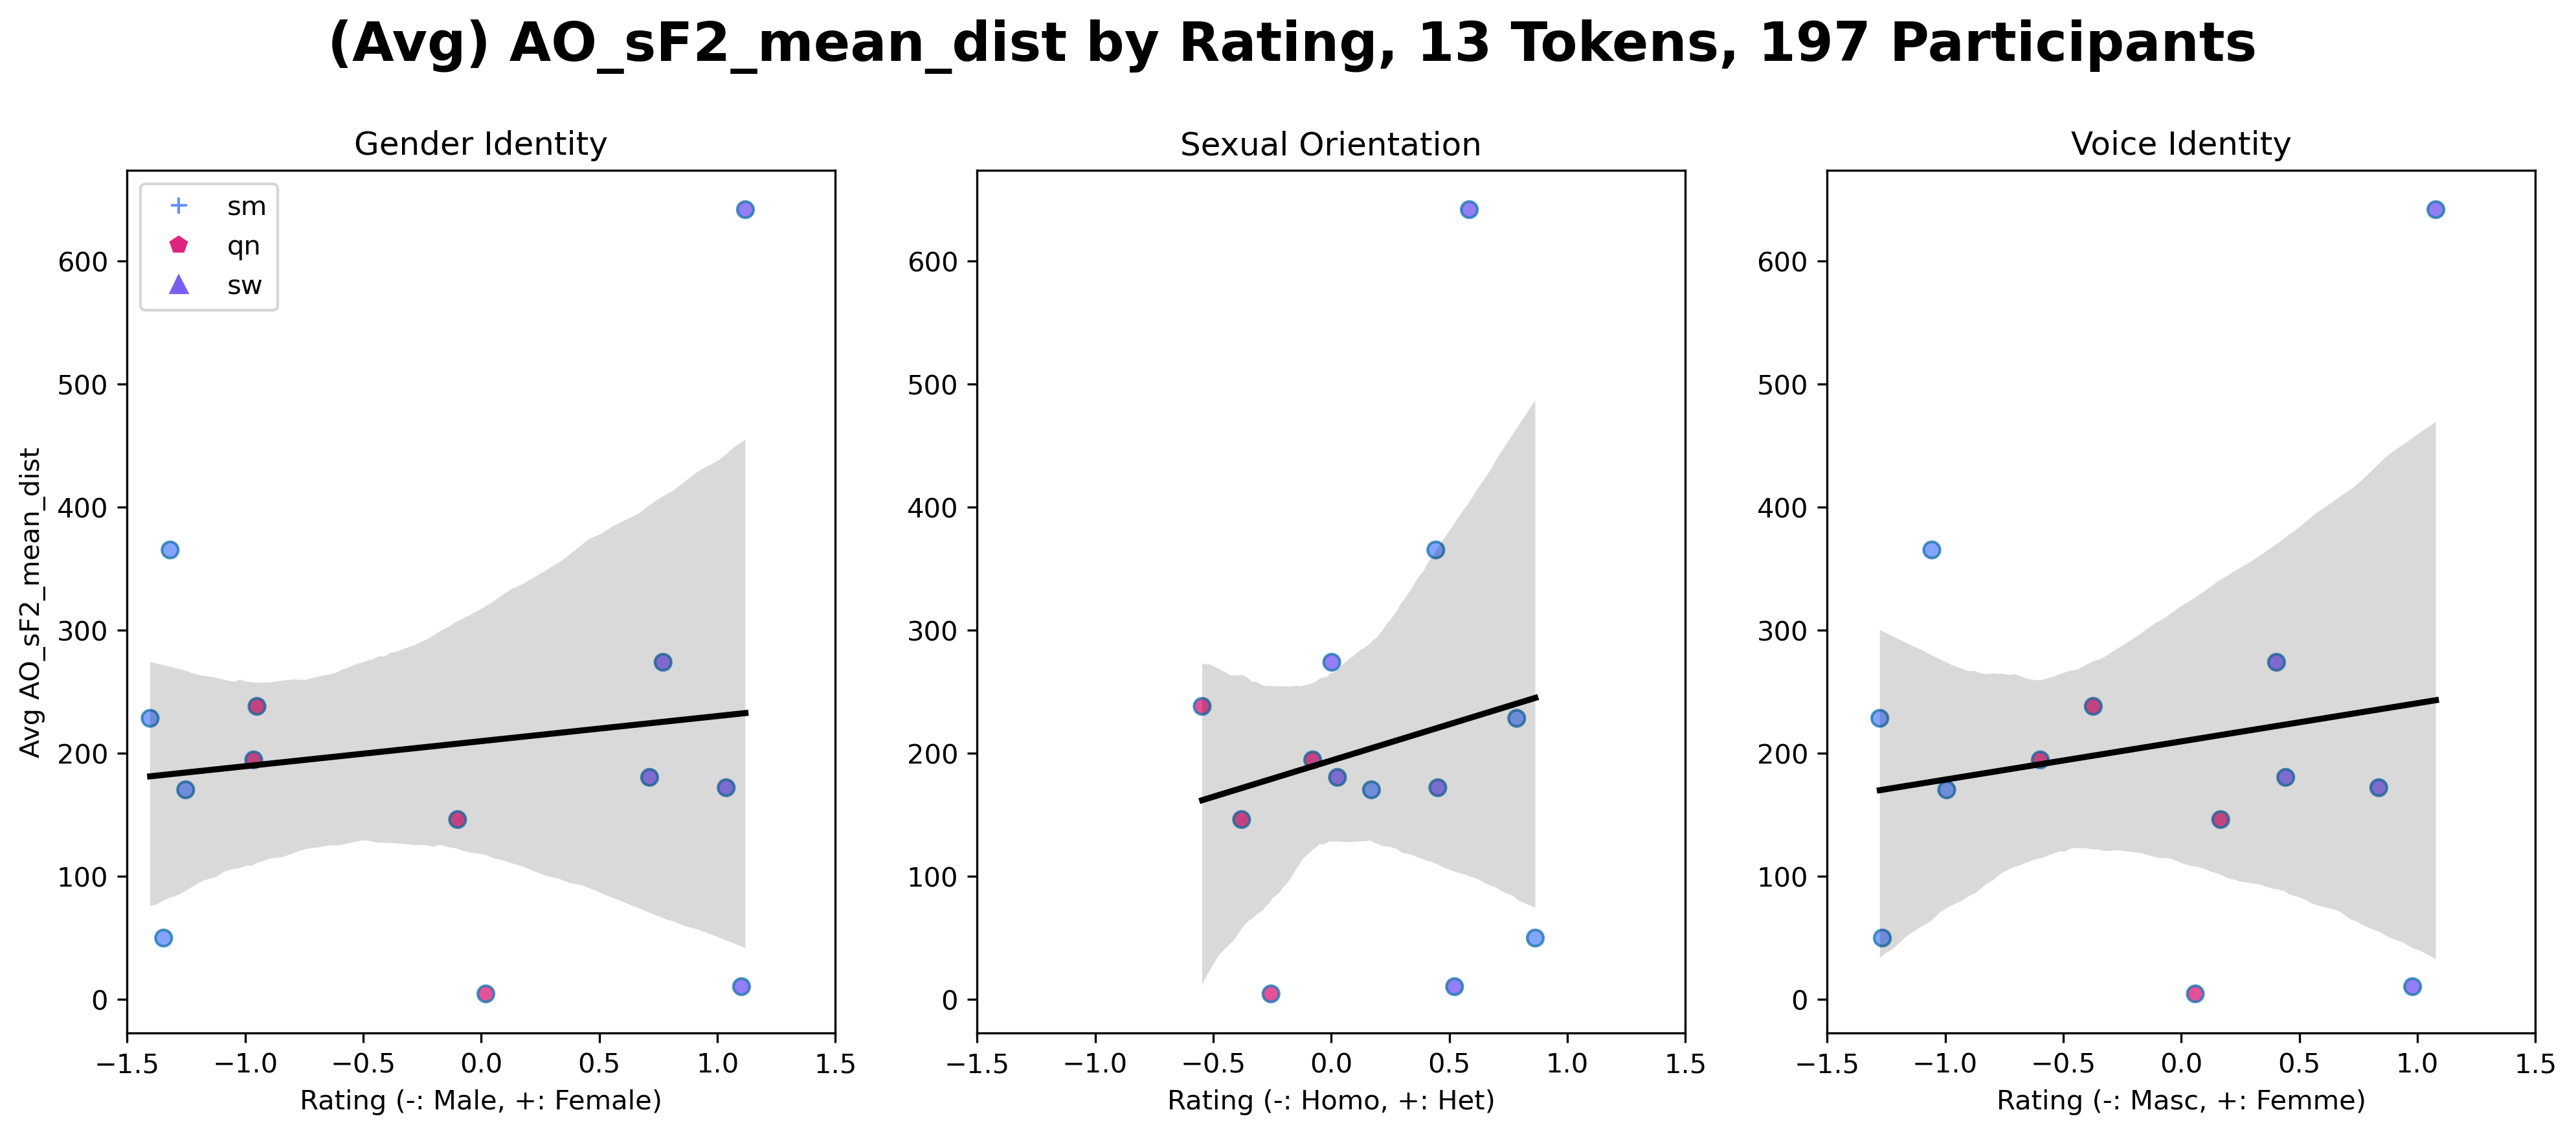 (Avg) AO_sF2_mean_dist by Rating, 13 Tokens, 197 Participants
Gender Identity
sm
qn
sw
Avg AO_sF2_mean_dist
600
500
400
300
200
100
0
−1.5 −1.0 −0.5 0.0 0.5 1.0 1.5
Rating (-: Male, +: Female)
Sexual Orientation
600
500
400
300
200
100
0
−1.5 −1.0 −0.5 0.0 0.5 1.0 1.5
Rating (-: Homo, +: Het)
Voice Identity
600
500
400
300
200
100
0
−1.5 −1.0 −0.5 0.0 0.5 1.0 1.5
Rating (-: Masc, +: Femme)